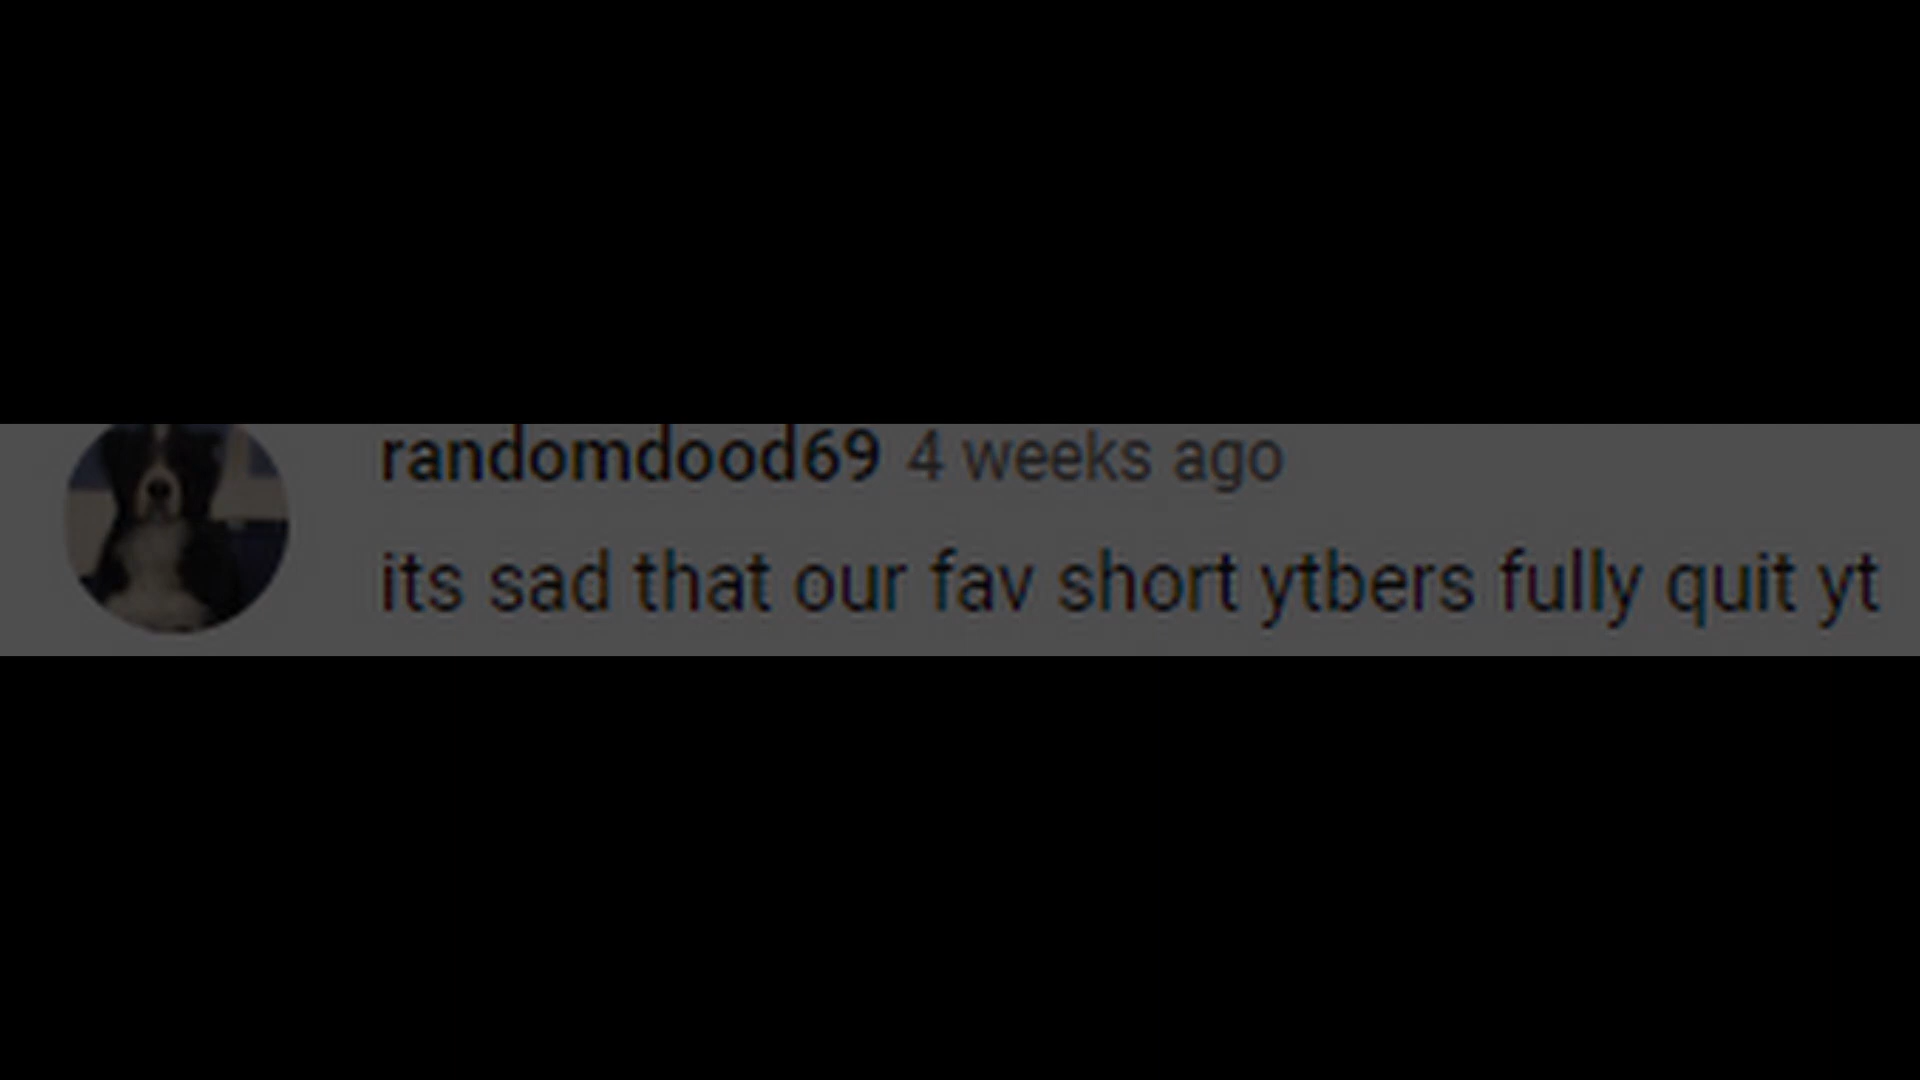 randomdood69 4 weeks ago
its sad that our fav short ytbers fully quit yt